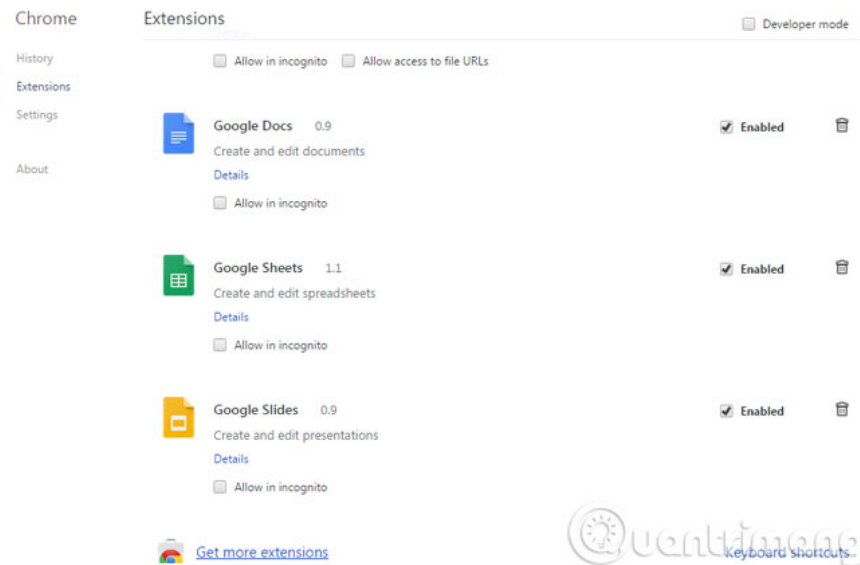 Chrome
Extensions
Developer mode
History
Extensions
Settings
About
Allow in incognito Allow access to file URLs
Google Docs 0.9 Enabled
Create and edit documents
Details
Allow in incognito
Google Sheets 1.1 Enabled
Create and edit spreadsheets
Details
Allow in incognito
Google Slides 0.9 Enabled
Create and edit presentations
Details
Allow in incognito
Get more extensions
Quantrimang
Keyboard shortcuts